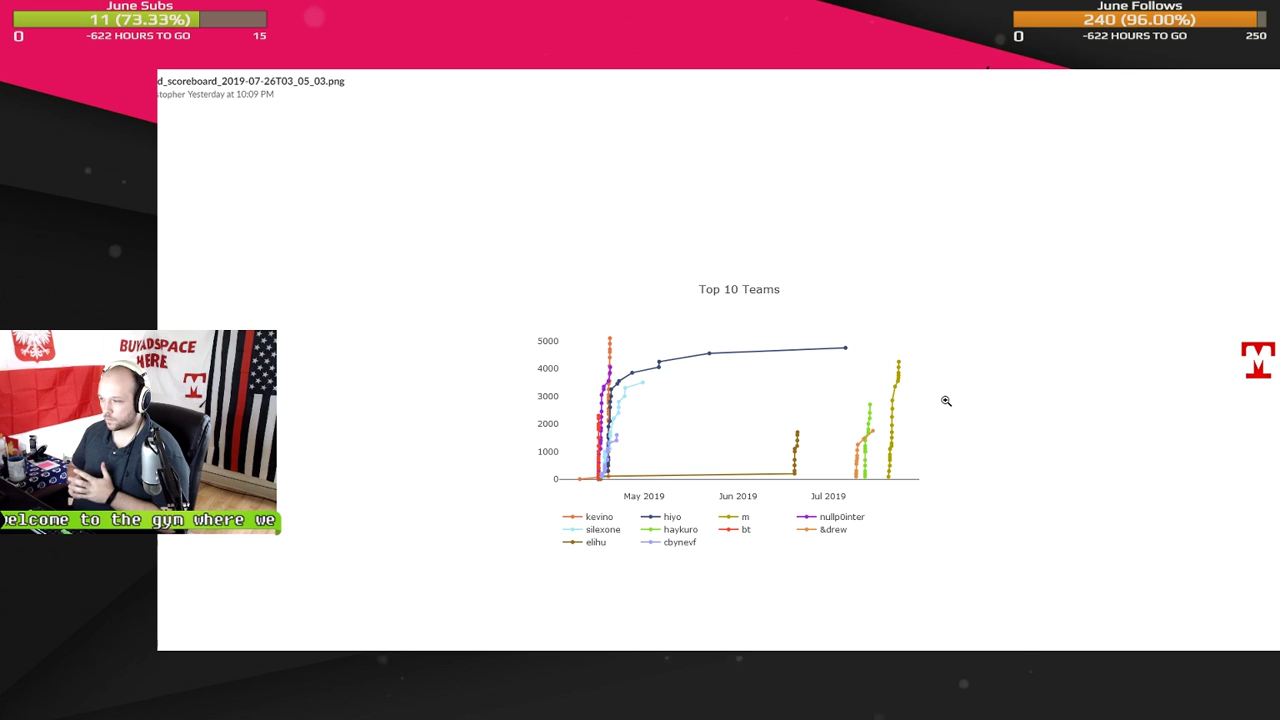 June Subs
11 (73.33%)
0 -622 HOURS TO GO 15
June Follows
240 (96.00%)
0 -622 HOURS TO GO 250
d_scoreboard_2019-07-26T03_05_03.png
stopher Yesterday at 10:09 PM
Top 10 Teams
5000
4000
3000
2000
1000
0
May 2019 Jun 2019 Jul 2019
kevino hiyo m nullp0inter
silexone haykuro bt &drew
elihu cbynevf
BUY ADSPACE
HERE
M
M
welcome to the gym where we